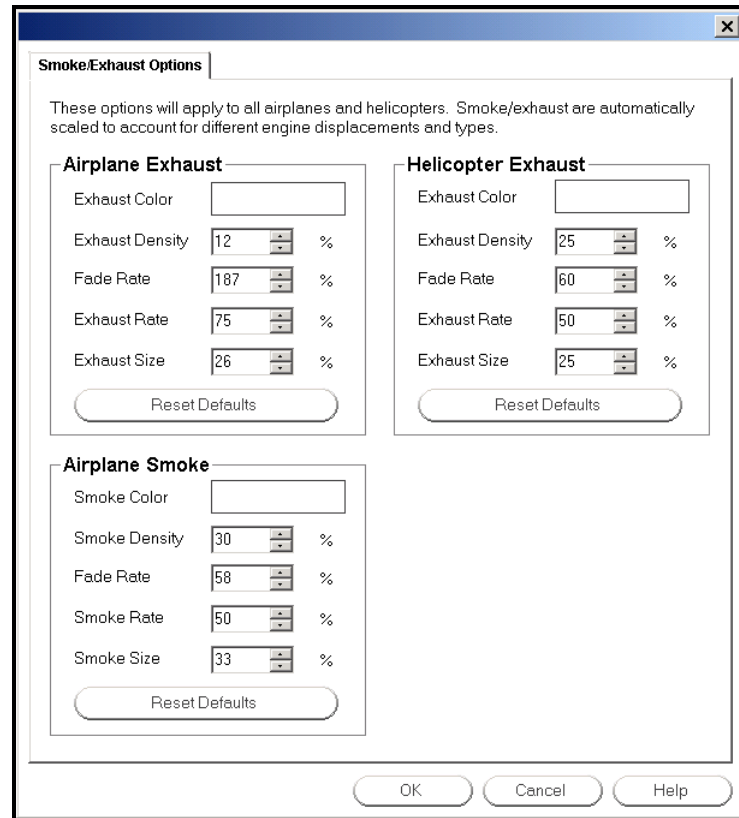 Smoke/Exhaust Options
These options will apply to all airplanes and helicopters. Smoke/exhaust are automatically
scaled to account for different engine displacements and types.
Airplane Exhaust
Exhaust Color
Exhaust Density 12 %
Fade Rate 187 %
Exhaust Rate 75 %
Exhaust Size 26 %
Reset Defaults
Helicopter Exhaust
Exhaust Color
Exhaust Density 25 %
Fade Rate 60 %
Exhaust Rate 50 %
Exhaust Size 25 %
Reset Defaults
Airplane Smoke
Smoke Color
Smoke Density 30 %
Fade Rate 58 %
Smoke Rate 50 %
Smoke Size 33 %
Reset Defaults
OK Cancel Help